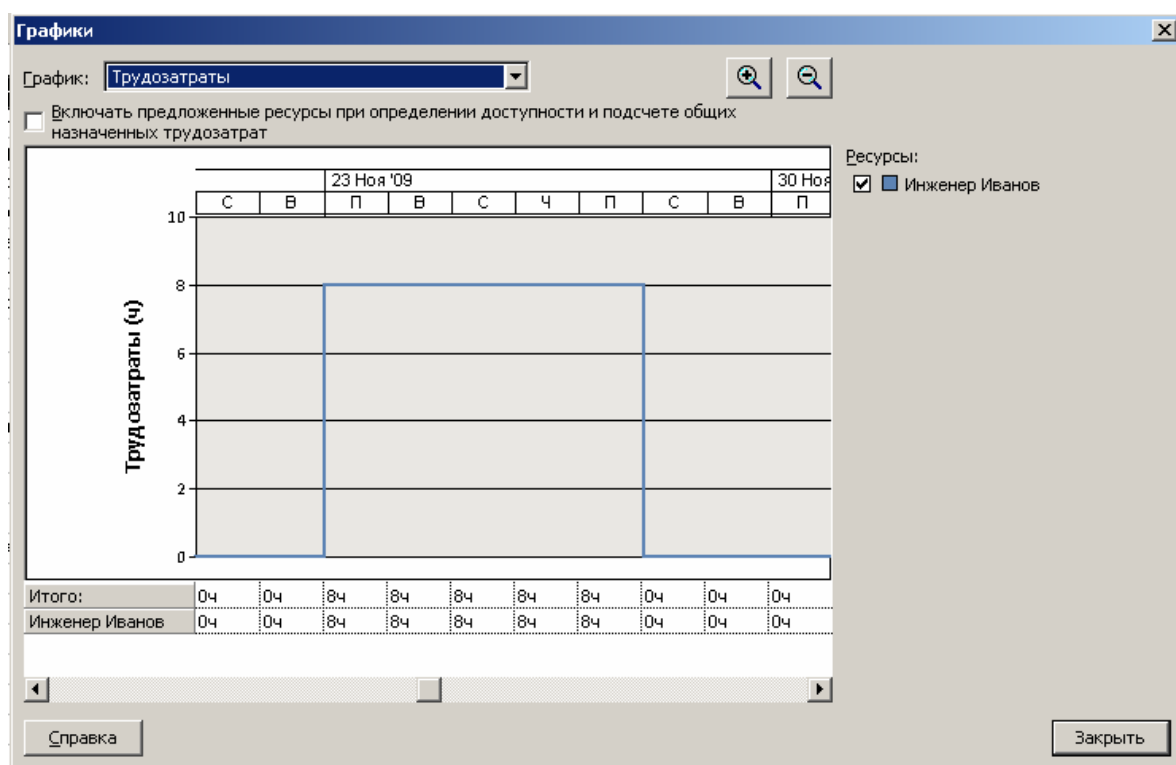 Графики
График: Трудозатраты
Включать предложенные ресурсы при определении доступности и подсчете общих
назначенных трудозатрат
Ресурсы:
Инженер Иванов
23 Ноя '09 30 Ноя
С В П В С Ч П С В П
Трудозатраты (ч)
10
8
6
4
2
0
Итого: 0ч 0ч 8ч 8ч 8ч 8ч 8ч 0ч 0ч 0ч
Инженер Иванов 0ч 0ч 8ч 8ч 8ч 8ч 8ч 0ч 0ч 0ч
Справка
Закрыть